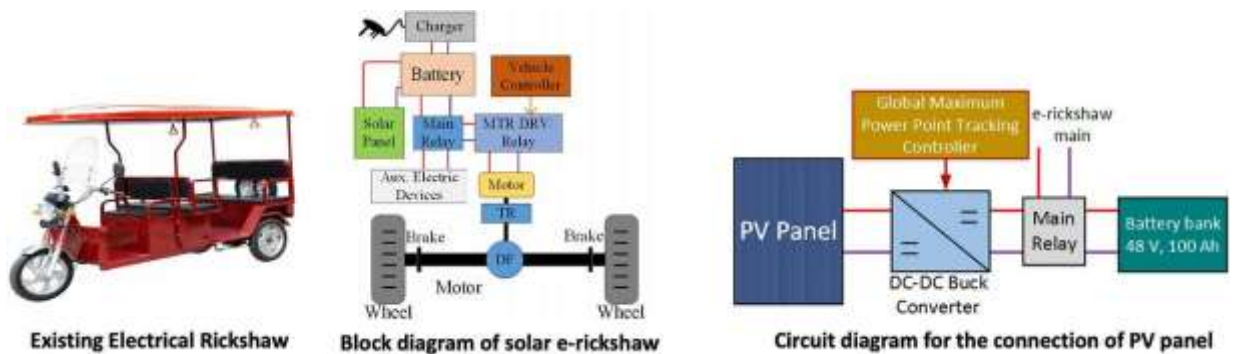 Charger
Battery
Vehicle
Controller
Solar
Panel
Main
Relay
MTR DRV
Relay
Aux. Electric
Devices
Motor
TR
Brake
Brake
DF
Motor
Wheel
Wheel
Global Maximum
Power Point Tracking
Controller
e-rickshaw
main
PV Panel
Main
Relay
Battery bank
48 V, 100 Ah
DC-DC Buck
Converter
Existing Electrical Rickshaw
Block diagram of solar e-rickshaw
Circuit diagram for the connection of PV panel